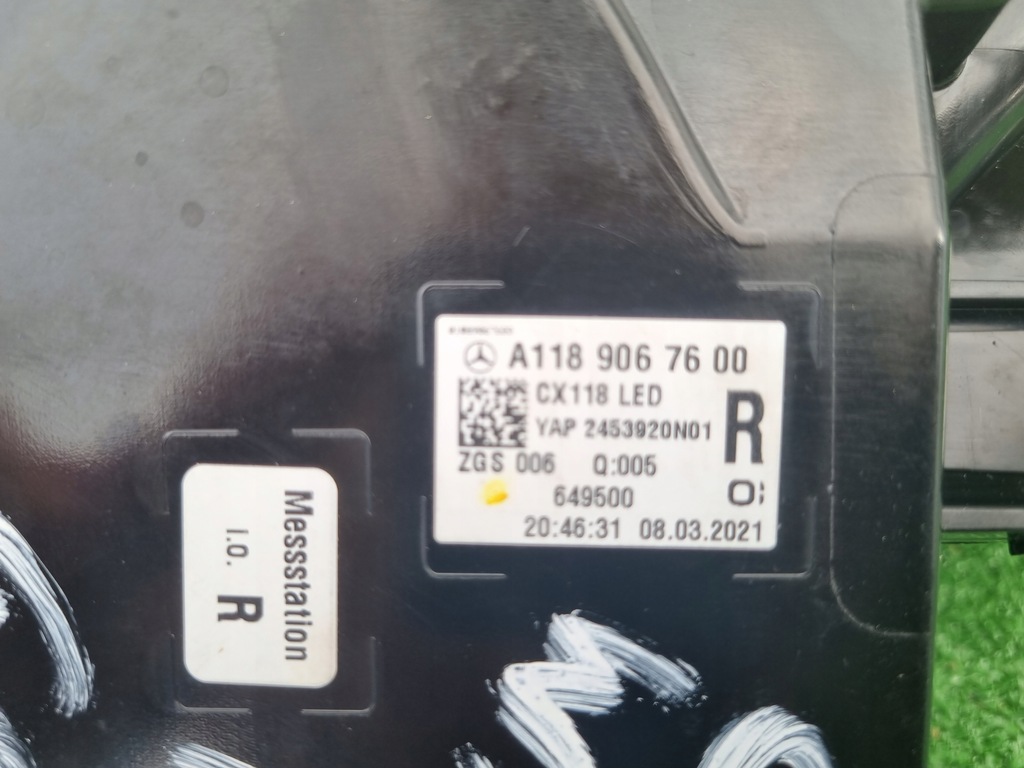 A118 906 76 00
CX118 LED
YAP 2453920N01
R
ZGS 006 Q:005
649500
20:46:31 08.03.2021
Messstation
I.O.
R